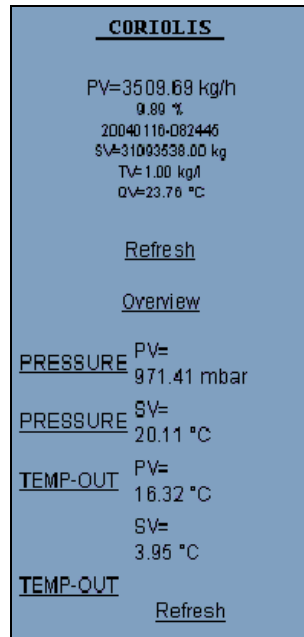 CORIOLIS
PV=3509.69 kg/h
9.89 %
20040116-082445
SV=31093538.00 kg
TV=1.00 kg/l
QV=23.76 °C
Refresh
Overview
PRESSURE PV=
971.41 mbar
PRESSURE SV=
20.11 °C
TEMP-OUT PV=
16.32 °C
SV=
3.95 °C
TEMP-OUT
Refresh